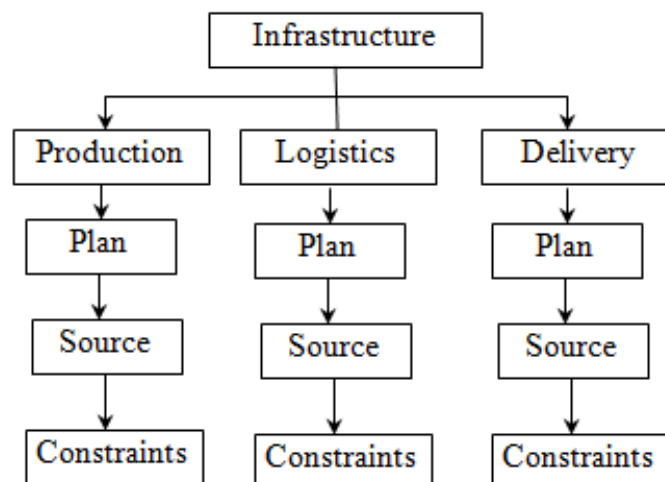 Infrastructure
Production
Logistics
Delivery
Plan
Plan
Plan
Source
Source
Source
Constraints
Constraints
Constraints